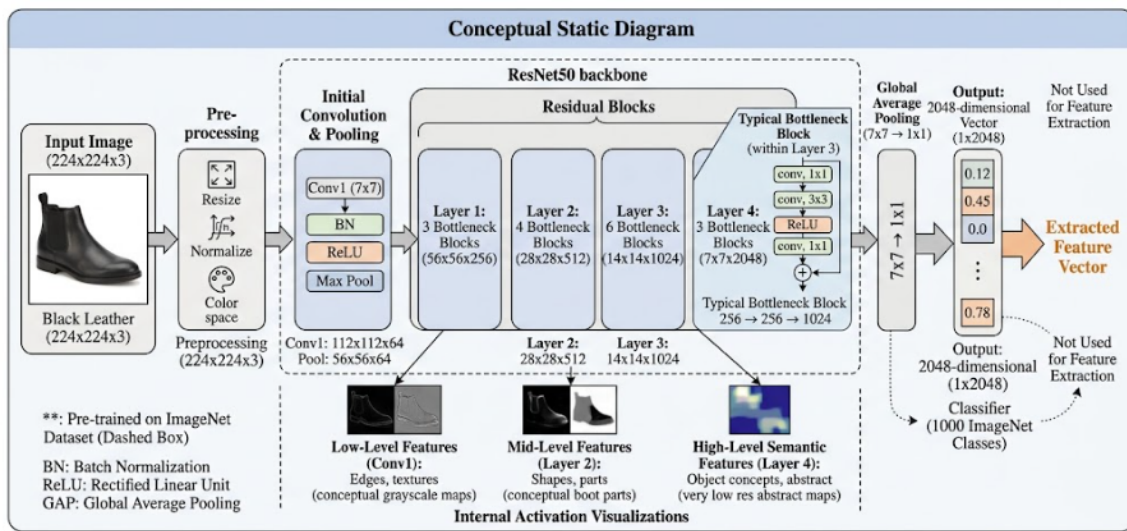 Conceptual Static Diagram
Input Image
(224x224x3)
Black Leather
(224x224x3)
Pre-
processing
Resize
Normalize
Color
space
Preprocessing
(224x224x3)
ResNet50 backbone
Initial
Convolution
& Pooling
Conv1 (7x7)
BN
ReLU
Max Pool
Conv1: 112x112x64
Pool: 56x56x64
Residual Blocks
Layer 1:
3 Bottleneck
Blocks
(56x56x256)
Layer 2:
4 Bottleneck
Blocks
(28x28x512)
Layer 3:
6 Bottleneck
Blocks
(14x14x1024)
Layer 4:
3 Bottleneck
Blocks
(7x7x2048)
Typical Bottleneck
Block
(within Layer 3)
conv, 1x1
conv, 3x3
ReLU
conv, 1x1
+
Typical Bottleneck Block
256 → 256 → 1024
Layer 2:
28x28x512
Layer 3:
14x14x1024
Global
Average
Pooling
(7x7 → 1x1)
7x7 → 1x1
Output:
2048-dimensional
Vector
(1x2048)
0.12
0.45
0.0
⋮
0.78
Output:
2048-dimensional
(1x2048)
Not Used
for Feature
Extraction
Extracted
Feature
Vector
Not Used
for Feature
Extraction
Classifier
(1000 ImageNet
Classes)
**: Pre-trained on ImageNet
Dataset (Dashed Box)
BN: Batch Normalization
ReLU: Rectified Linear Unit
GAP: Global Average Pooling
Low-Level Features
(Conv1):
Edges, textures
(conceptual grayscale maps)
Mid-Level Features
(Layer 2):
Shapes, parts
(conceptual boot parts)
High-Level Semantic
Features (Layer 4):
Object concepts, abstract
(very low res abstract maps)
Internal Activation Visualizations